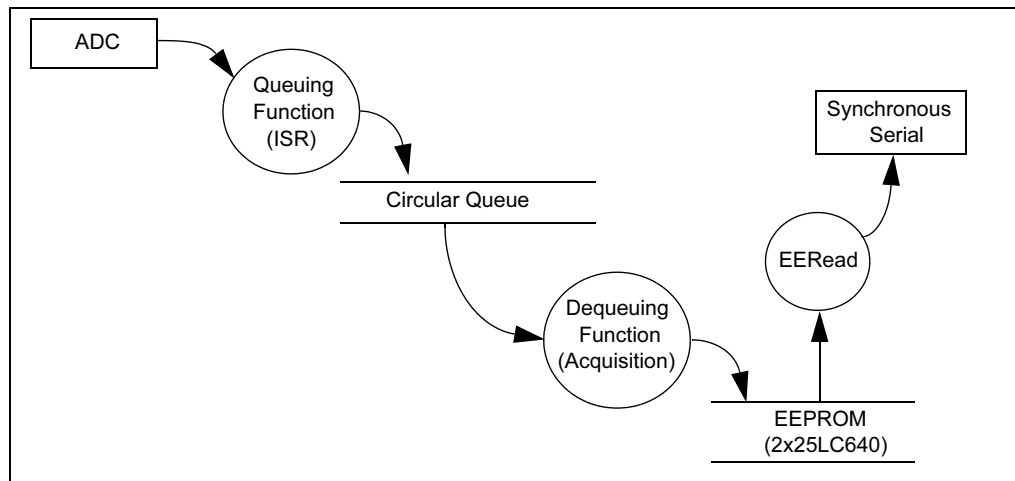 ADC
Queuing
Function
(ISR)
Circular Queue
Dequeuing
Function
(Acquisition)
EEPROM
(2x25LC640)
EERead
Synchronous
Serial